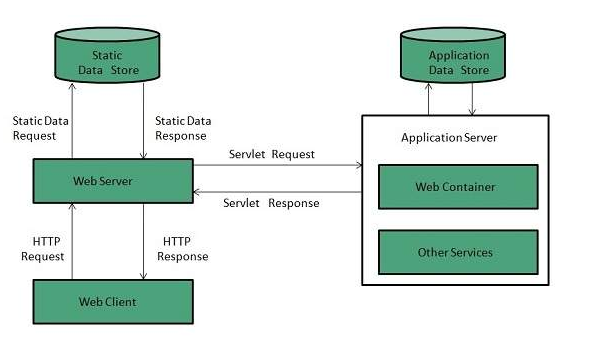 Static
Data Store
Application
Data Store
Static Data
Request
Static Data
Response
Application Server
Servlet Request
Web Server
Web Container
Servlet Response
HTTP
Request
HTTP
Response
Other Services
Web Client